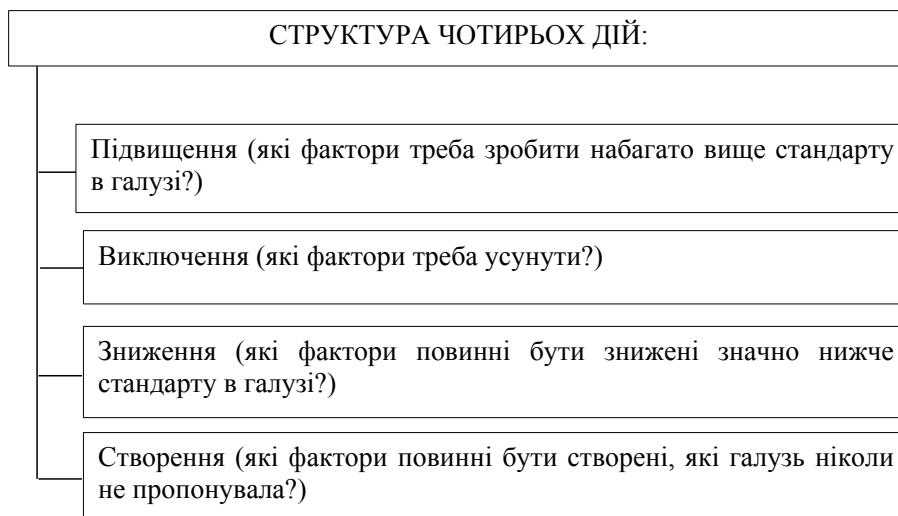 СТРУКТУРА ЧОТИРЬОХ ДІЙ:
Підвищення (які фактори треба зробити набагато вище стандарту
в галузі?)
Виключення (які фактори треба усунути?)
Зниження (які фактори повинні бути знижені значно нижче
стандарту в галузі?)
Створення (які фактори повинні бути створені, які галузь ніколи
не пропонувала?)